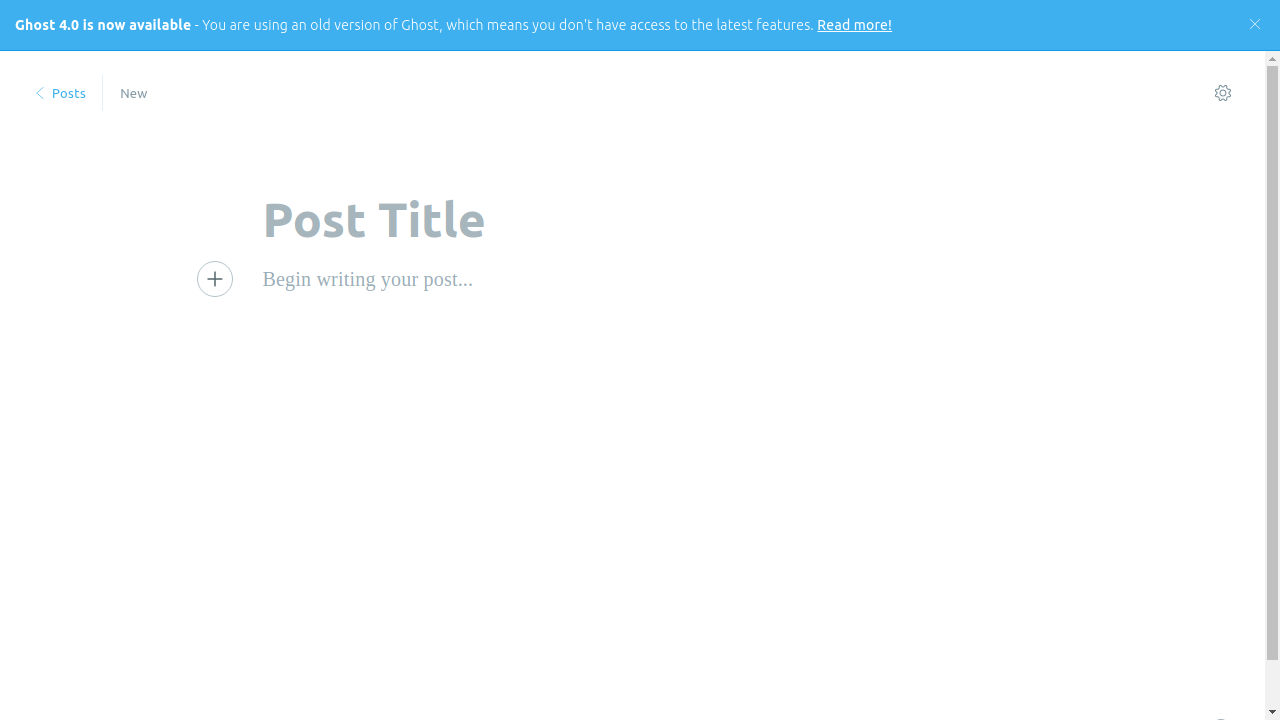 Ghost 4.0 is now available - You are using an old version of Ghost, which means you don't have access to the latest features. Read more!
Posts
New
Post Title
Begin writing your post...